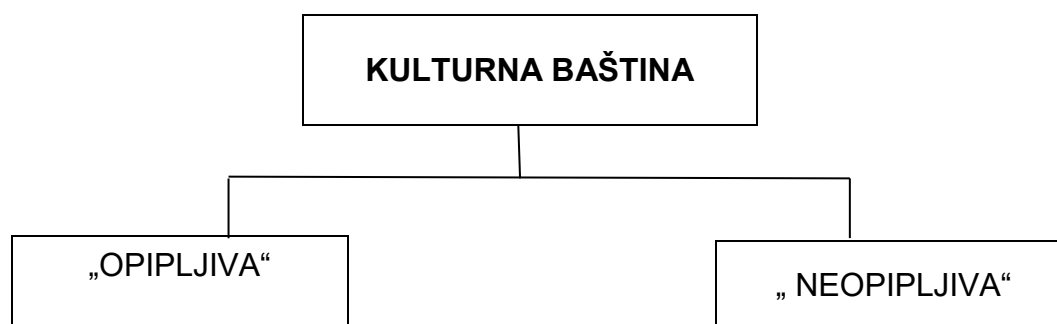 KULTURNA BAŠTINA
„OPIPLJIVA“
„ NEOPIPLJIVA“